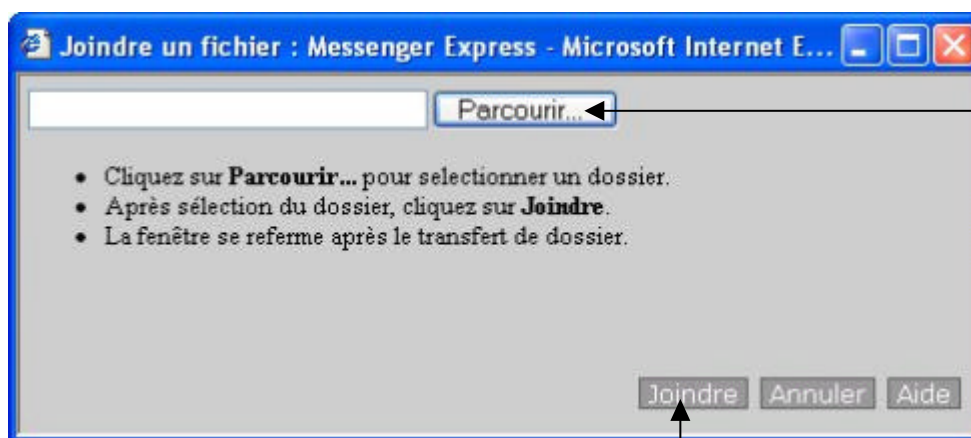 Joindre un fichier : Messenger Express - Microsoft Internet E...
Parcourir...
Cliquez sur Parcourir... pour selectionner un dossier.
Après sélection du dossier, cliquez sur Joindre.
La fenêtre se referme après le transfert de dossier.
Joindre Annuler Aide